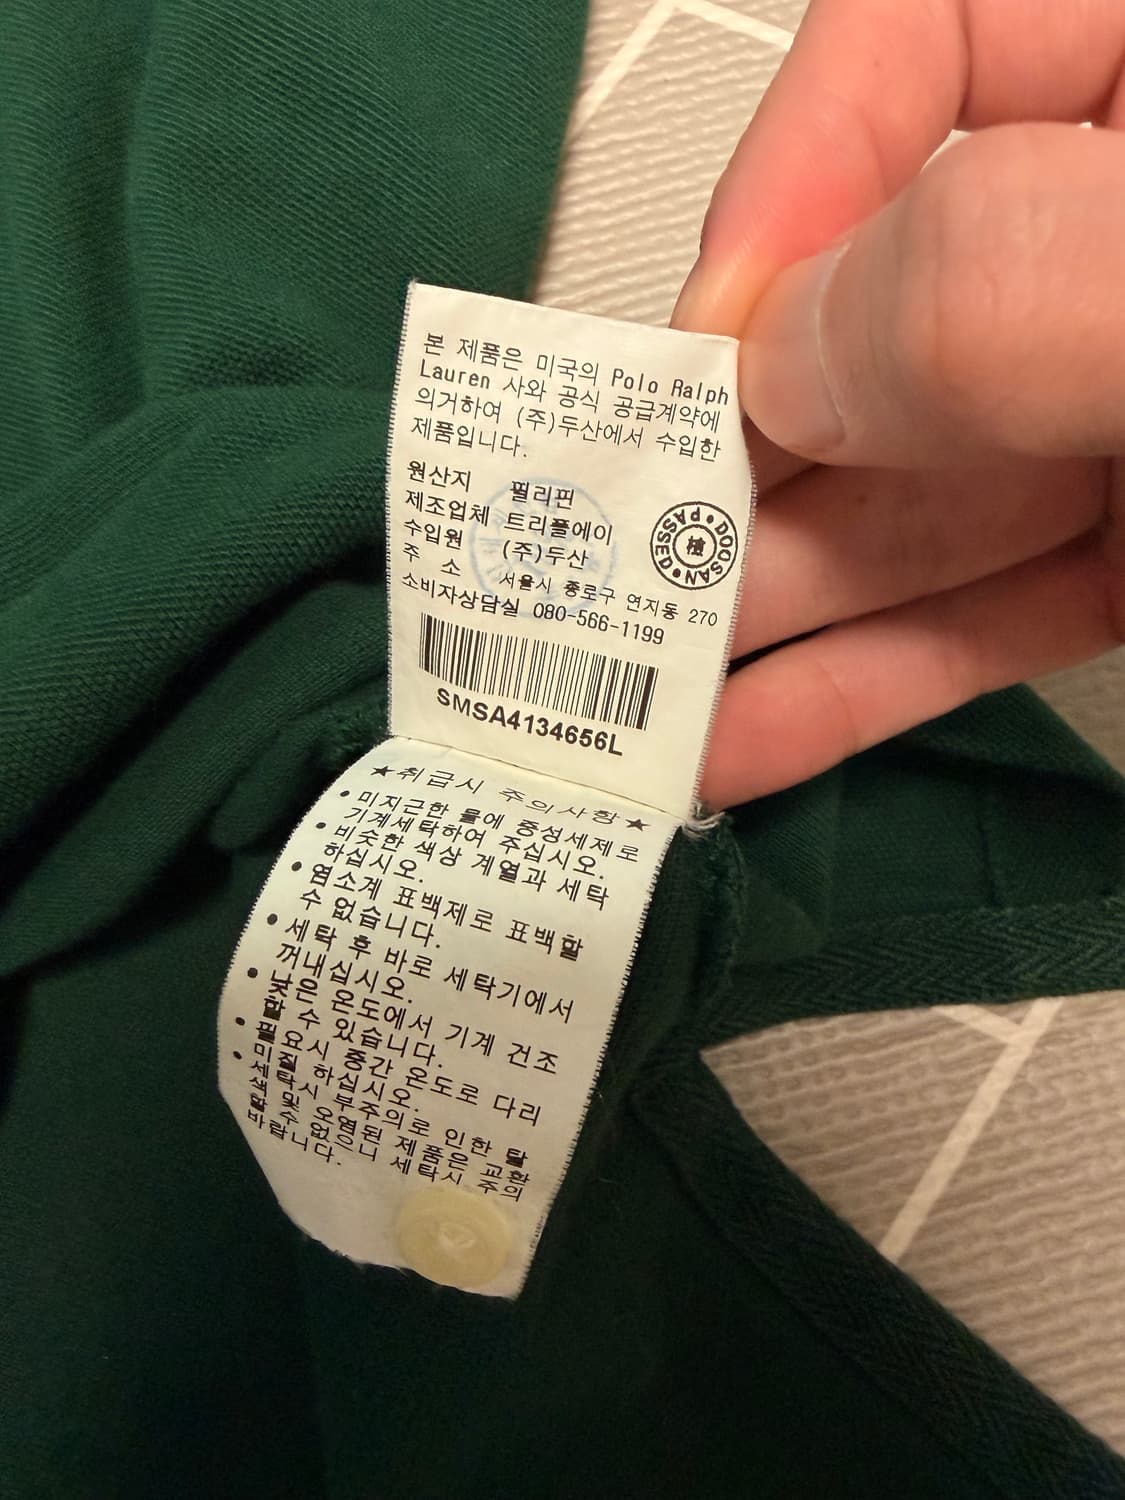 본 제품은 미국의 Polo Ralph
Lauren 사와 공식 공급계약에
의거하여 (주)두산에서 수입한
제품입니다.
원산지 필리핀
제조업체 트리플에이
수입원 (주)두산
주 소 서울시 종로구 연지동 270
소비자상담실 080-566-1199
DOOSAN PASSED
檢
SMSA4134656L
★취급시 주의사항★
• 미지근한 물에 중성세제로
기계세탁하여 주십시오.
• 비슷한 색상 계열과 세탁
하십시오.
• 염소계 표백제로 표백할
수 없습니다.
• 세탁 후 바로 세탁기에서
꺼내십시오.
• 낮은 온도에서 기계 건조
할 수 있습니다.
• 필요시 중간 온도로 다리
미질 하십시오.
• 세탁시 부주의로 인한 탈
색 및 오염된 제품은 교환
할 수 없으니 세탁시 주의
바랍니다.